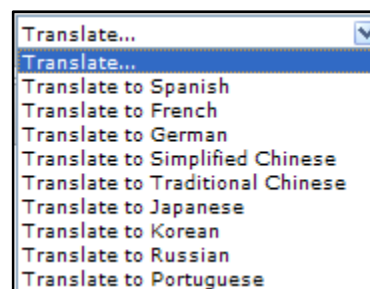 Translate...
Translate...
Translate to Spanish
Translate to French
Translate to German
Translate to Simplified Chinese
Translate to Traditional Chinese
Translate to Japanese
Translate to Korean
Translate to Russian
Translate to Portuguese